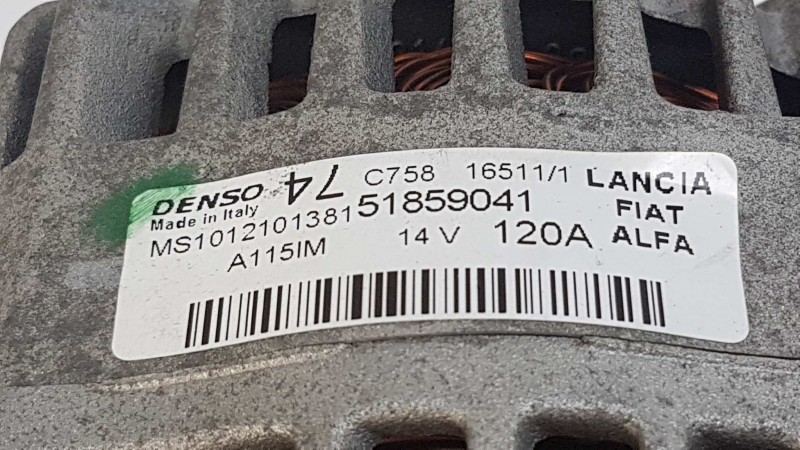 DENSO 74 C758 16511/1 LANCIA
Made in Italy FIAT
MS1012101381 51859041 ALFA
A115IM 14 V 120A